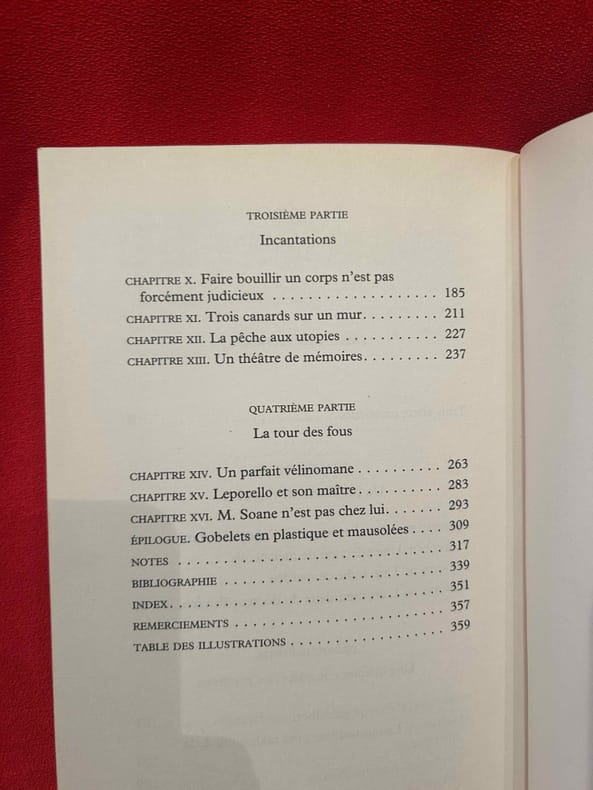 TROISIÈME PARTIE
Incantations
CHAPITRE X. Faire bouillir un corps n'est pas
forcément judicieux . . . . . . . . . . . . . . . . . . . 185
CHAPITRE XI. Trois canards sur un mur. . . . . . . . . 211
CHAPITRE XII. La pêche aux utopies . . . . . . . . . . . 227
CHAPITRE XIII. Un théâtre de mémoires. . . . . . . . . 237
QUATRIÈME PARTIE
La tour des fous
CHAPITRE XIV. Un parfait vélinomane . . . . . . . . . . 263
CHAPITRE XV. Leporello et son maître . . . . . . . . . . 283
CHAPITRE XVI. M. Soane n'est pas chez lui. . . . . . . 293
ÉPILOGUE. Gobelets en plastique et mausolées . . . . 309
NOTES . . . . . . . . . . . . . . . . . . . . . . . . . . . . 317
BIBLIOGRAPHIE . . . . . . . . . . . . . . . . . . . . . . . 339
INDEX. . . . . . . . . . . . . . . . . . . . . . . . . . . . 351
REMERCIEMENTS . . . . . . . . . . . . . . . . . . . . . . 357
TABLE DES ILLUSTRATIONS . . . . . . . . . . . . . . . . 359